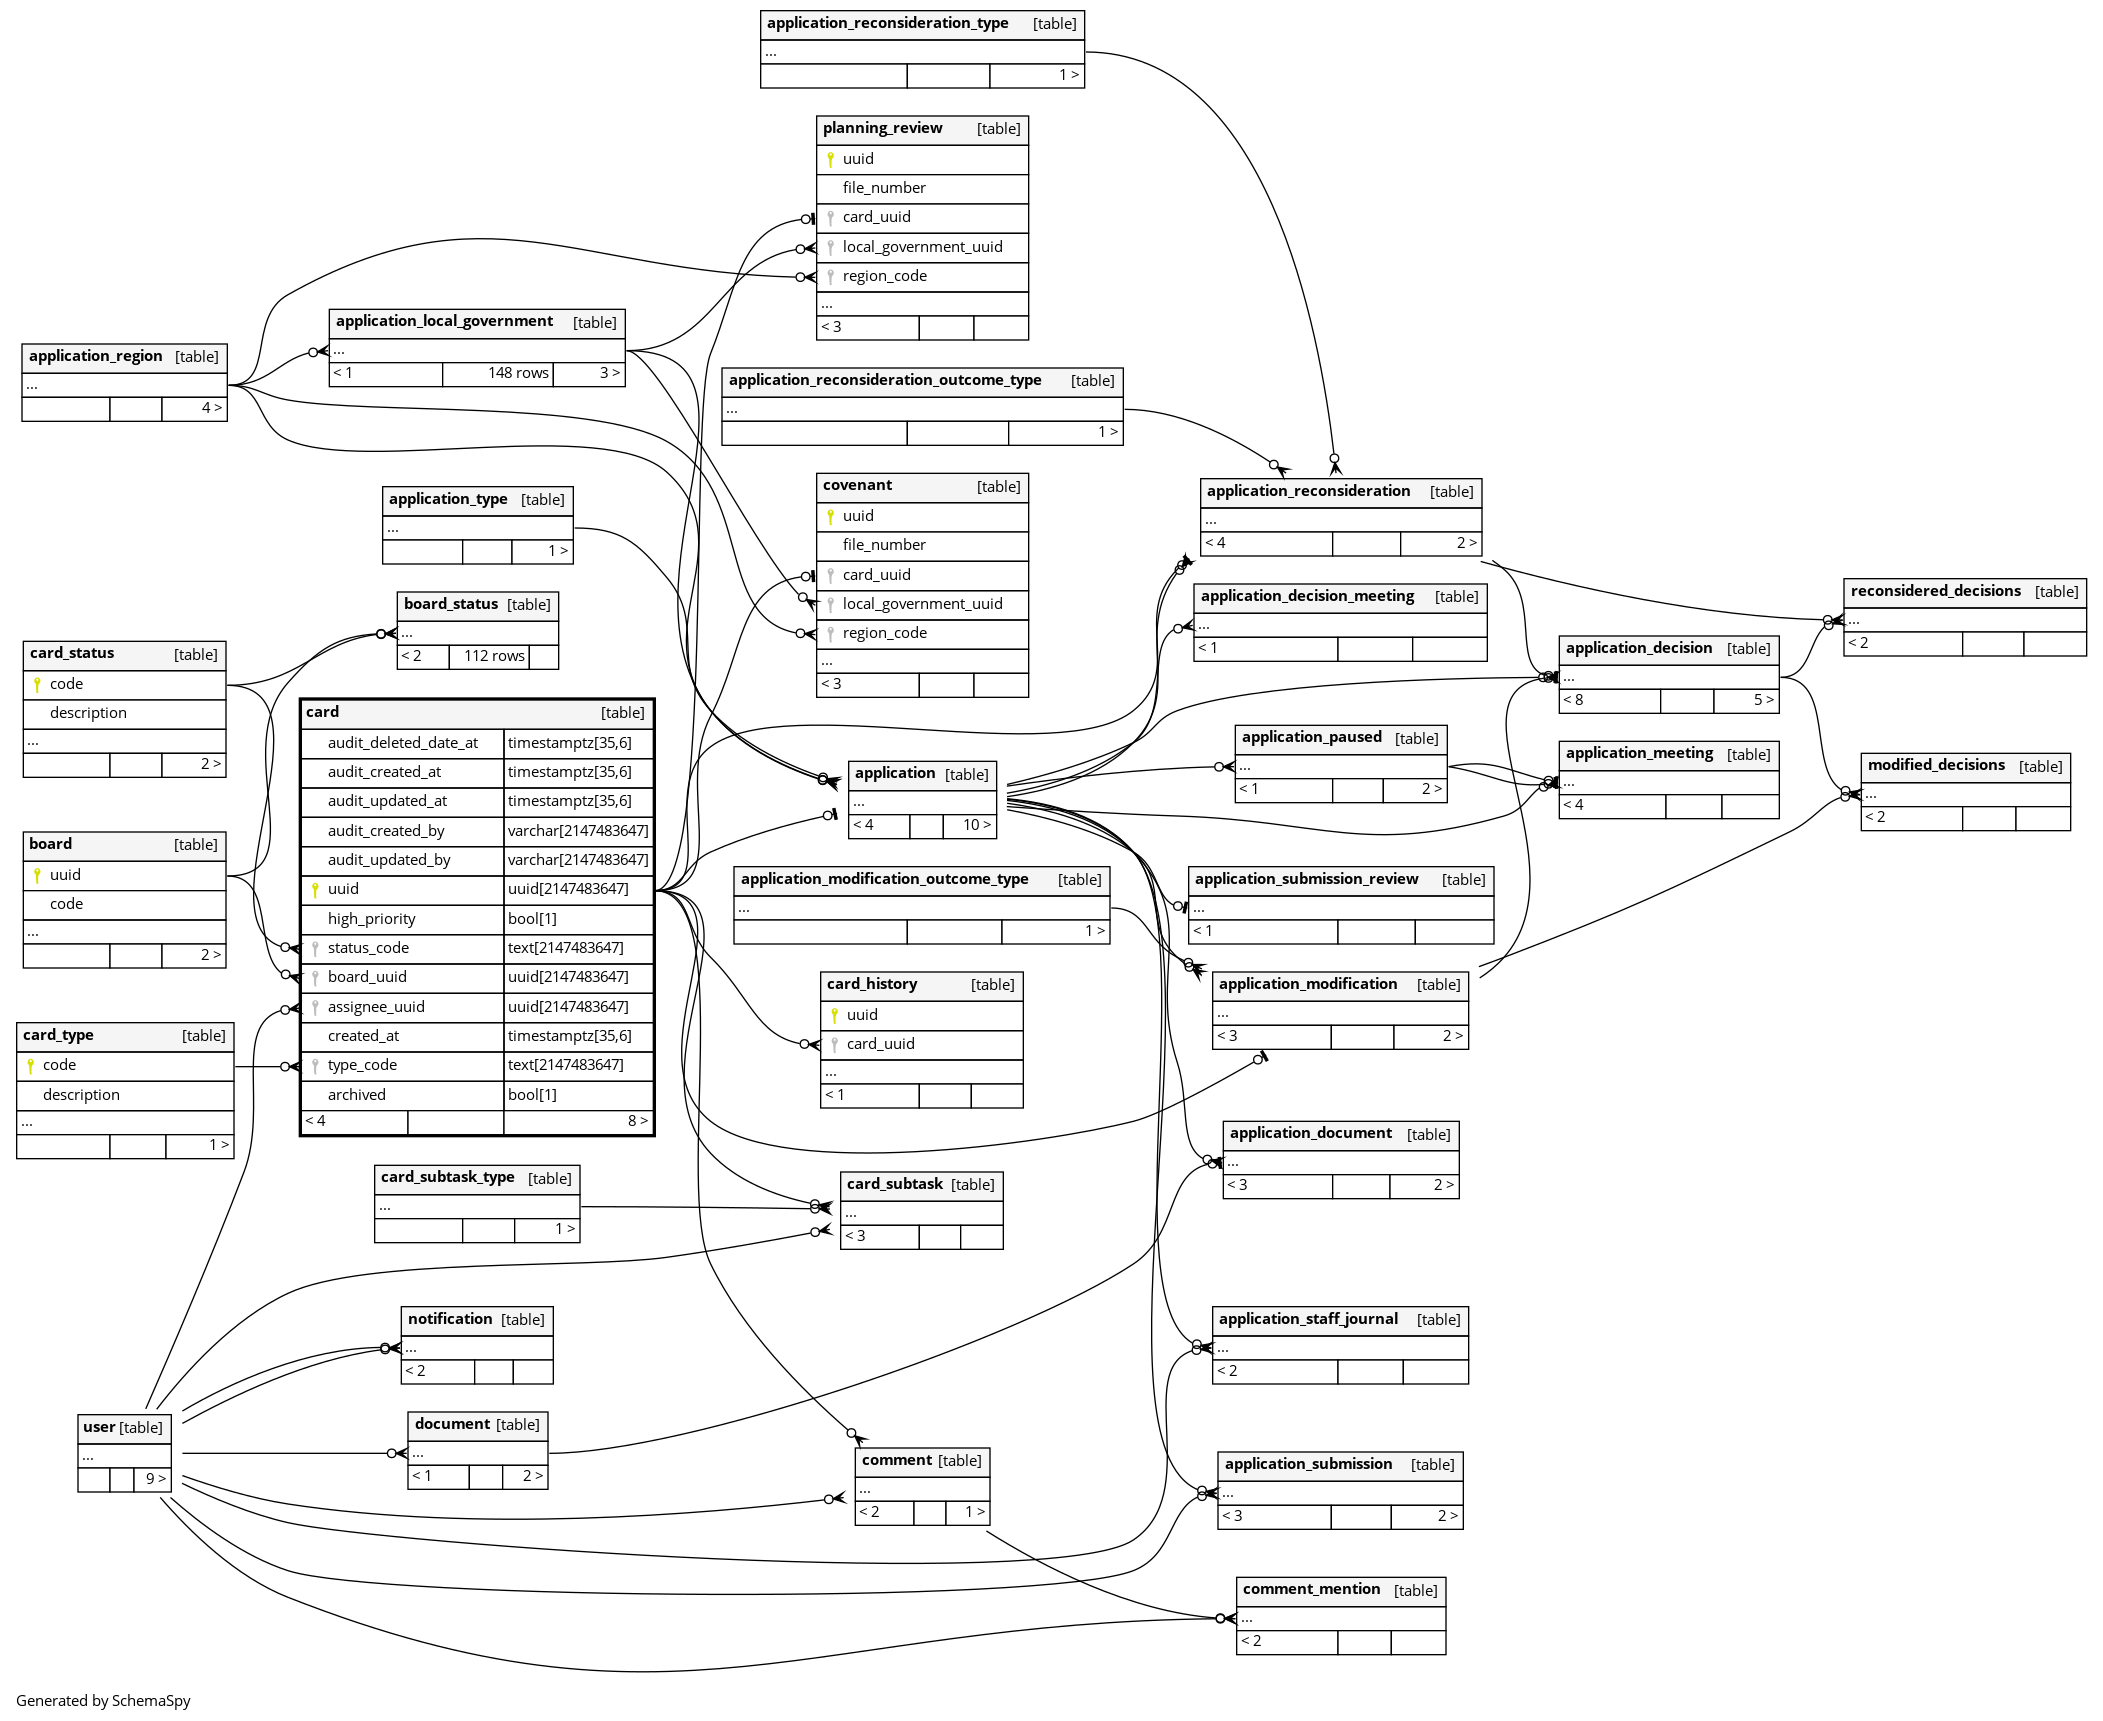 application_reconsideration_type [table]
...
1 >
planning_review [table]
uuid
file_number
card_uuid
local_government_uuid
region_code
...
< 3
application_local_government [table]
...
< 1 148 rows 3 >
application_region [table]
...
4 >
application_reconsideration_outcome_type [table]
...
1 >
covenant [table]
uuid
file_number
card_uuid
local_government_uuid
region_code
...
< 3
application_reconsideration [table]
...
< 4 2 >
application_type [table]
...
1 >
board_status [table]
...
< 2 112 rows
application_decision_meeting [table]
...
< 1
reconsidered_decisions [table]
...
< 2
application_decision [table]
...
< 8 5 >
card_status [table]
code
description
...
2 >
card [table]
audit_deleted_date_at timestamptz[35,6]
audit_created_at timestamptz[35,6]
audit_updated_at timestamptz[35,6]
audit_created_by varchar[2147483647]
audit_updated_by varchar[2147483647]
uuid uuid[2147483647]
high_priority bool[1]
status_code text[2147483647]
board_uuid uuid[2147483647]
assignee_uuid uuid[2147483647]
created_at timestamptz[35,6]
type_code text[2147483647]
archived bool[1]
< 4 8 >
application [table]
...
< 4 10 >
application_paused [table]
...
< 1 2 >
application_meeting [table]
...
< 4
modified_decisions [table]
...
< 2
board [table]
uuid
code
...
2 >
application_modification_outcome_type [table]
...
1 >
application_submission_review [table]
...
< 1
card_history [table]
uuid
card_uuid
...
< 1
application_modification [table]
...
< 3 2 >
card_type [table]
code
description
...
1 >
application_document [table]
...
< 3 2 >
card_subtask_type [table]
...
1 >
card_subtask [table]
...
< 3
notification [table]
...
< 2
application_staff_journal [table]
...
< 2
user [table]
...
9 >
document [table]
...
< 1 2 >
comment [table]
...
< 2 1 >
application_submission [table]
...
< 3 2 >
comment_mention [table]
...
< 2
Generated by SchemaSpy